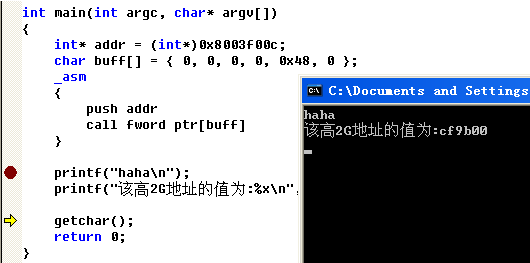 int main(int argc, char* argv[])
{
int* addr = (int*)0x8003f00c;
char buff[] = { 0, 0, 0, 0, 0x48, 0 };
_asm
{
push addr
call fword ptr[buff]
}
printf("haha\n");
printf("该高2G地址的值为:%x\n",
getchar();
return 0;
}
C:\Documents and Settings
haha
该高2G地址的值为:cf9b00